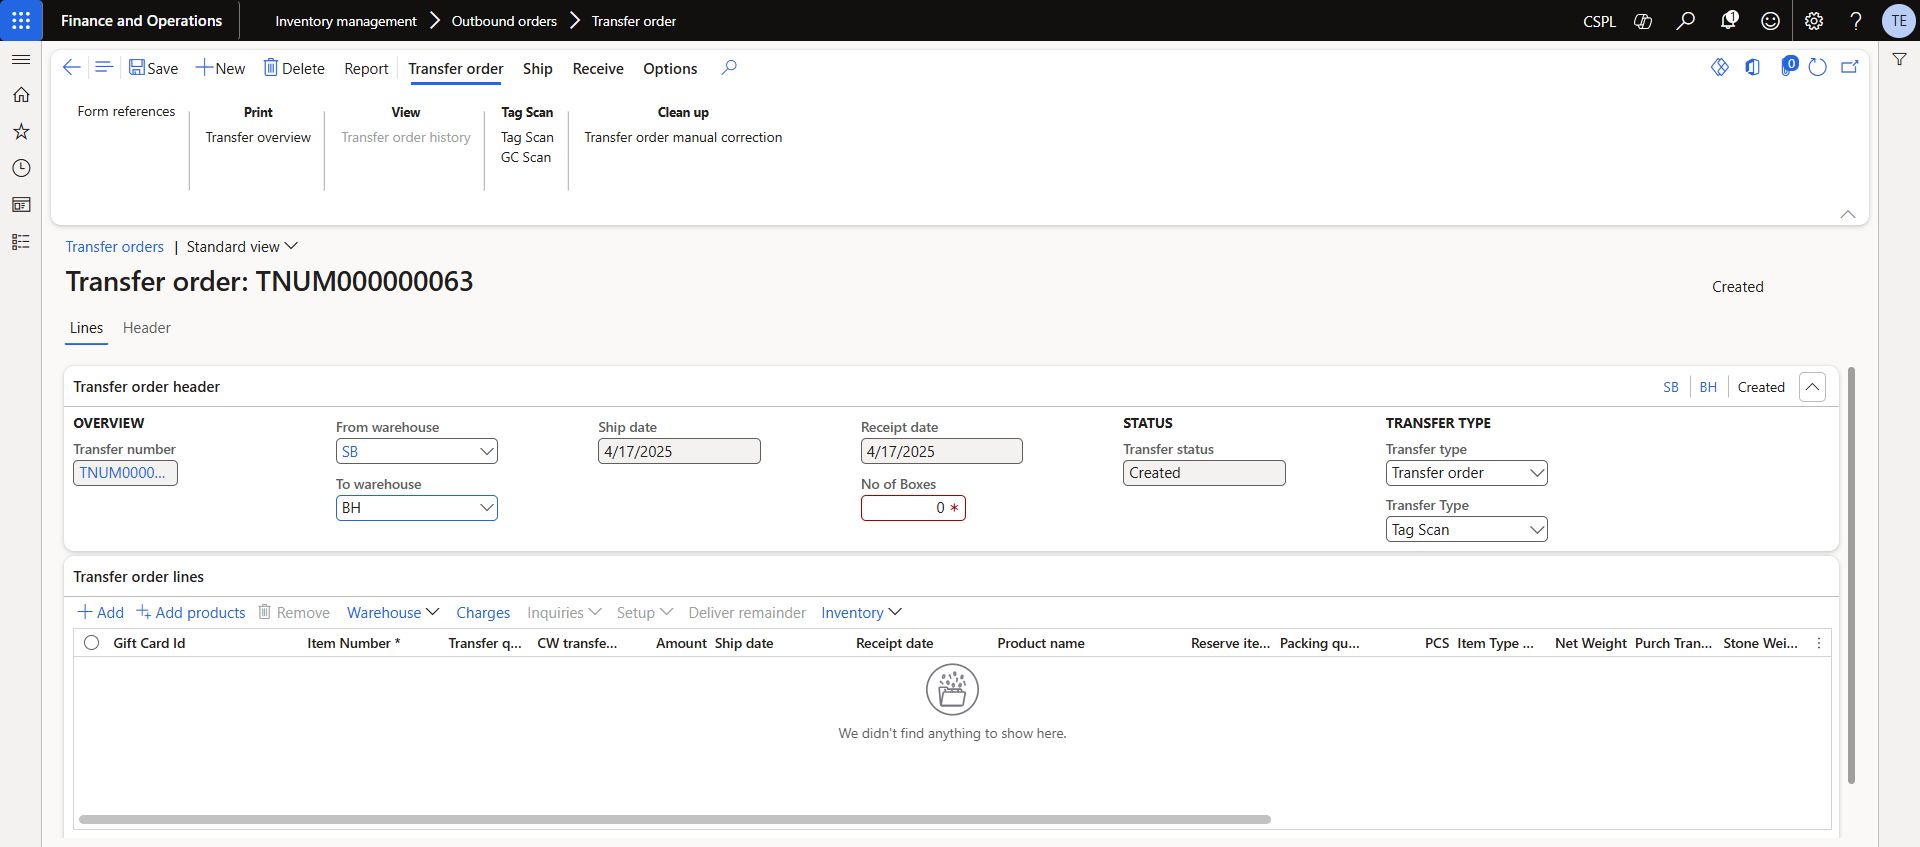 Finance and Operations
Inventory management > Outbound orders > Transfer order
CSPL
1
TE
Save
New
Delete
Report
Transfer order
Ship
Receive
Options
0
Form references
Print
Transfer overview
View
Transfer order history
Tag Scan
Tag Scan
GC Scan
Clean up
Transfer order manual correction
Transfer orders | Standard view
Transfer order: TNUM000000063
Created
Lines
Header
Transfer order header
SB
BH
Created
OVERVIEW
Transfer number
TNUM0000...
From warehouse
SB
To warehouse
BH
Ship date
4/17/2025
Receipt date
4/17/2025
No of Boxes
0 *
STATUS
Transfer status
Created
TRANSFER TYPE
Transfer type
Transfer order
Transfer Type
Tag Scan
Transfer order lines
Add
Add products
Remove
Warehouse
Charges
Inquiries
Setup
Deliver remainder
Inventory
Gift Card Id
Item Number *
Transfer q...
CW transfe...
Amount
Ship date
Receipt date
Product name
Reserve ite...
Packing qu...
PCS
Item Type ...
Net Weight
Purch Tran...
Stone Wei...
We didn't find anything to show here.